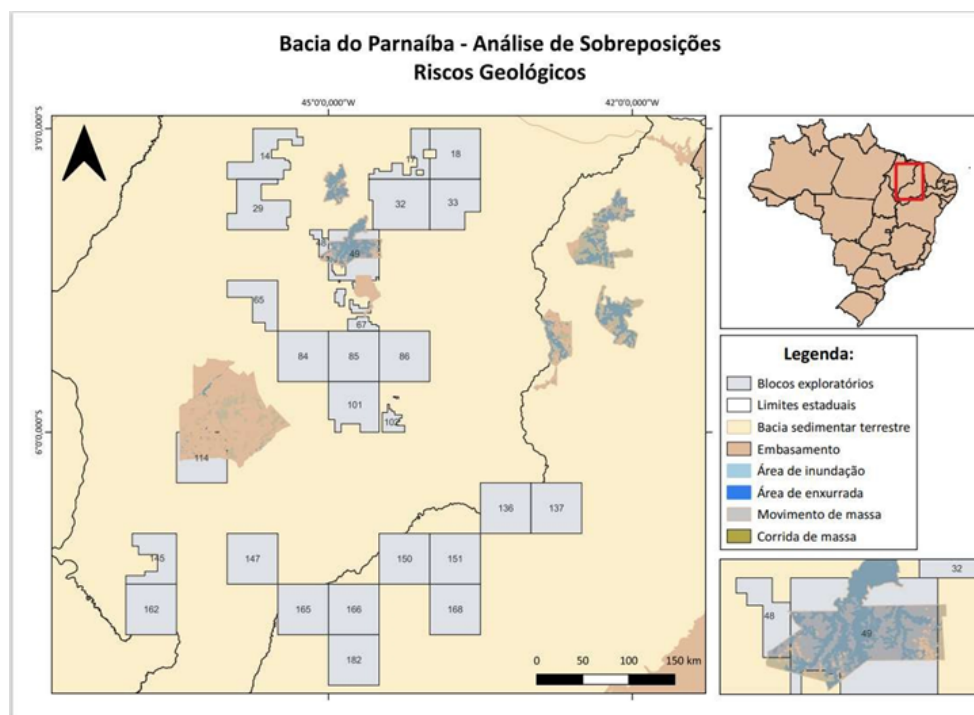 Bacia do Parnaíba - Análise de Sobreposições
Riscos Geológicos
45°0'0,000"W
42°0'0,000"W
3°0'0,000"S
6°0'0,000"S
14
17
18
29
32
33
48
49
65
67
84
85
86
101
102
114
136
137
145
147
150
151
162
165
166
168
182
0
50
100
150 km
Legenda:
Blocos exploratórios
Limites estaduais
Bacia sedimentar terrestre
Embasamento
Área de inundação
Área de enxurrada
Movimento de massa
Corrida de massa
32
48
49